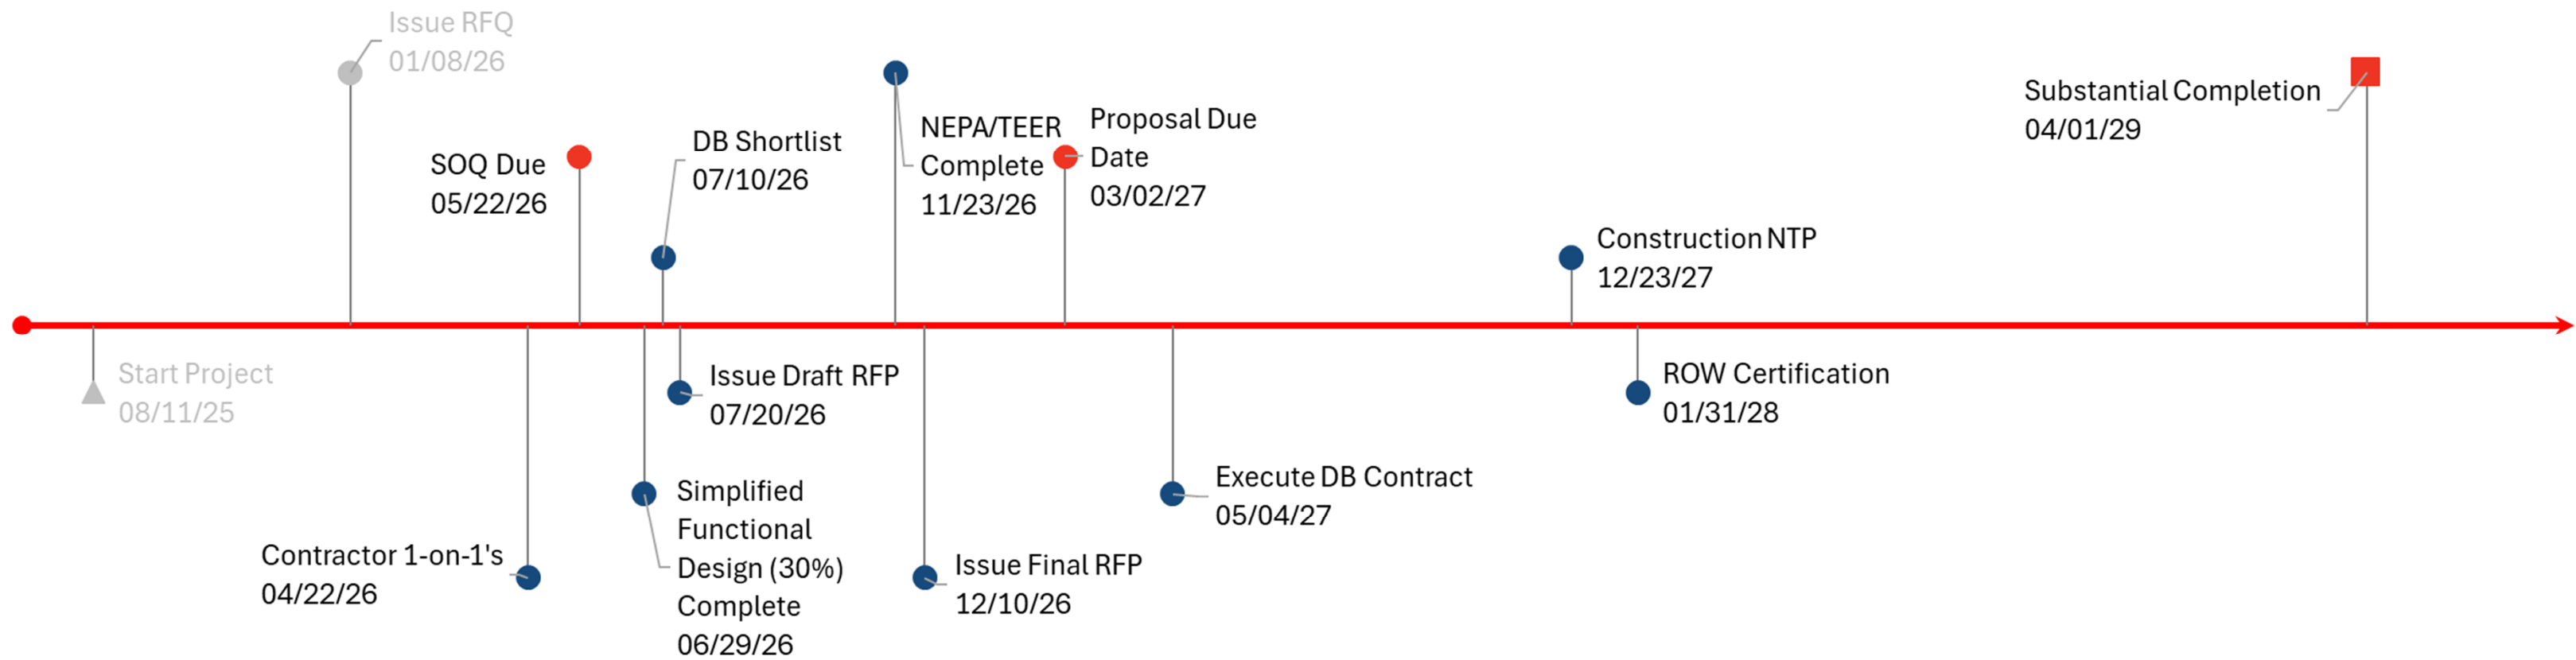 Issue RFQ
01/08/26
SOQ Due
05/22/26
DB Shortlist
07/10/26
NEPA/TEER
Complete
11/23/26
Proposal Due
Date
03/02/27
Construction NTP
12/23/27
Substantial Completion
04/01/29
Start Project
08/11/25
Contractor 1-on-1's
04/22/26
Simplified
Functional
Design (30%)
Complete
06/29/26
Issue Draft RFP
07/20/26
Issue Final RFP
12/10/26
Execute DB Contract
05/04/27
ROW Certification
01/31/28